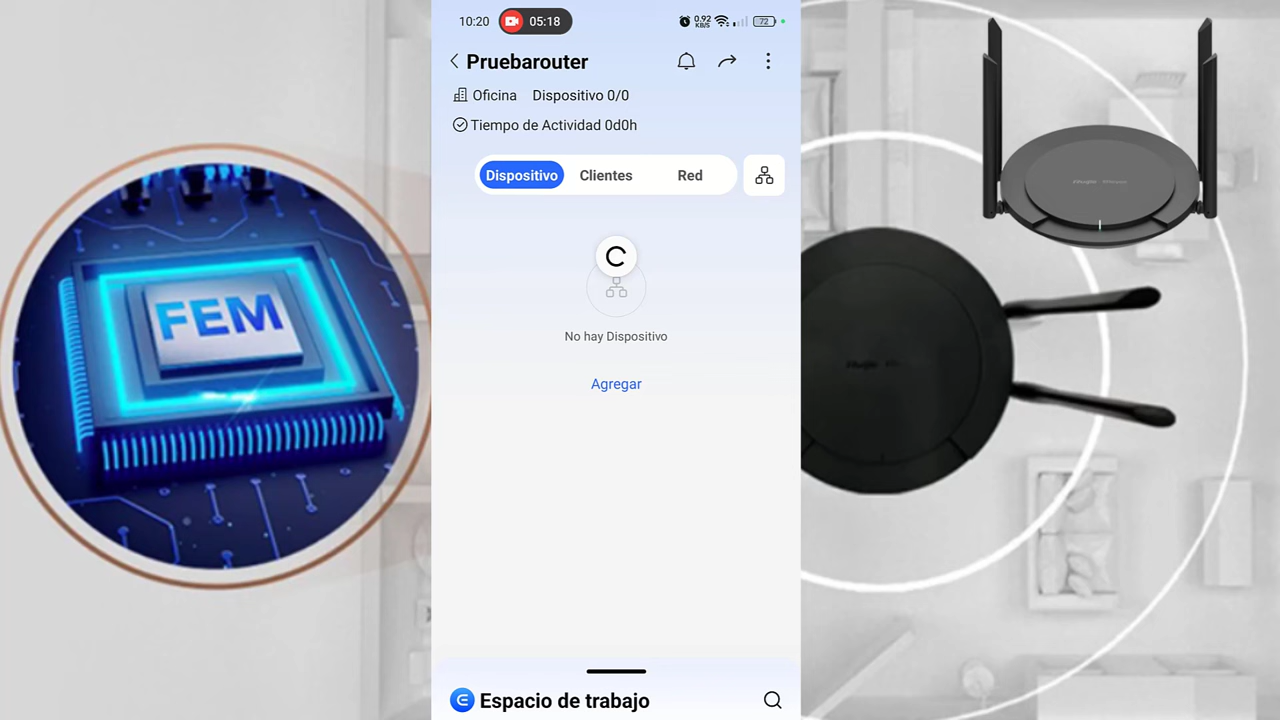 10:20
05:18
0.92
KB/S
72
Pruebarouter
Oficina
Dispositivo 0/0
Tiempo de Actividad 0d0h
Dispositivo
Clientes
Red
No hay Dispositivo
Agregar
Espacio de trabajo
FEM